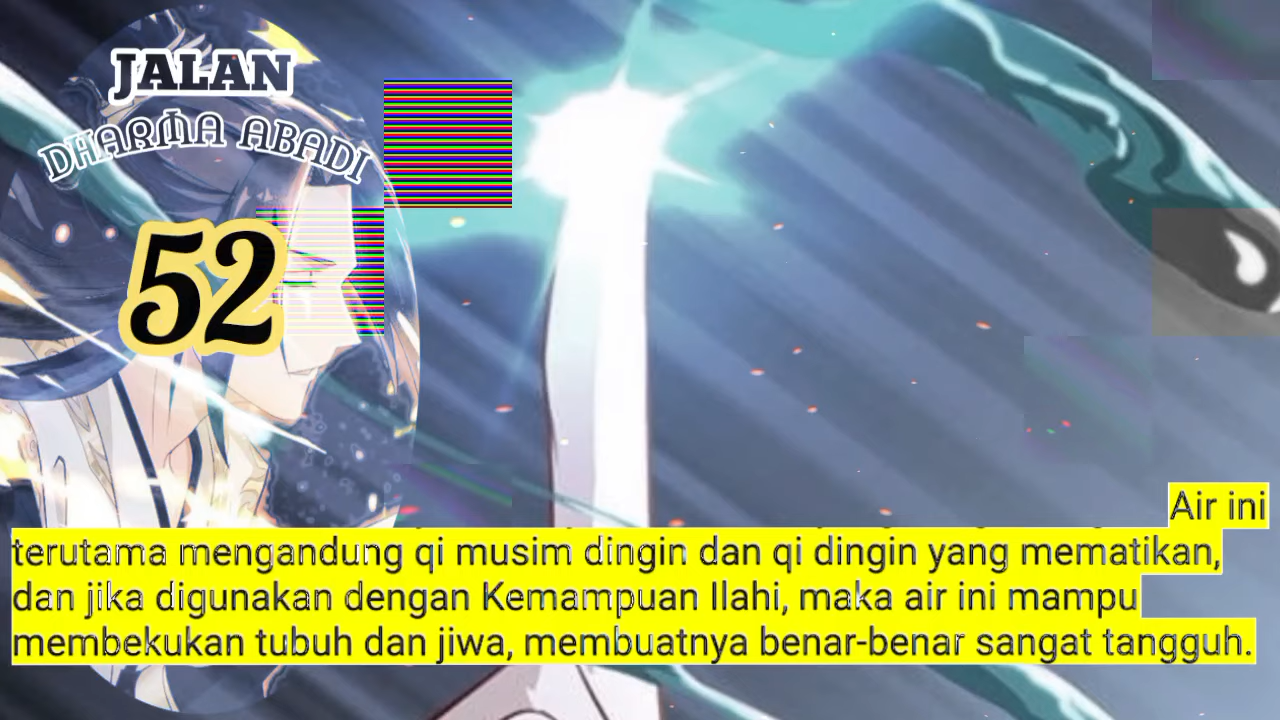 JALAN
DHARMA ABADI
52
Air ini
terutama mengandung qi musim dingin dan qi dingin yang mematikan,
dan jika digunakan dengan Kemampuan Ilahi, maka air ini mampu
membekukan tubuh dan jiwa, membuatnya benar-benar sangat tangguh.